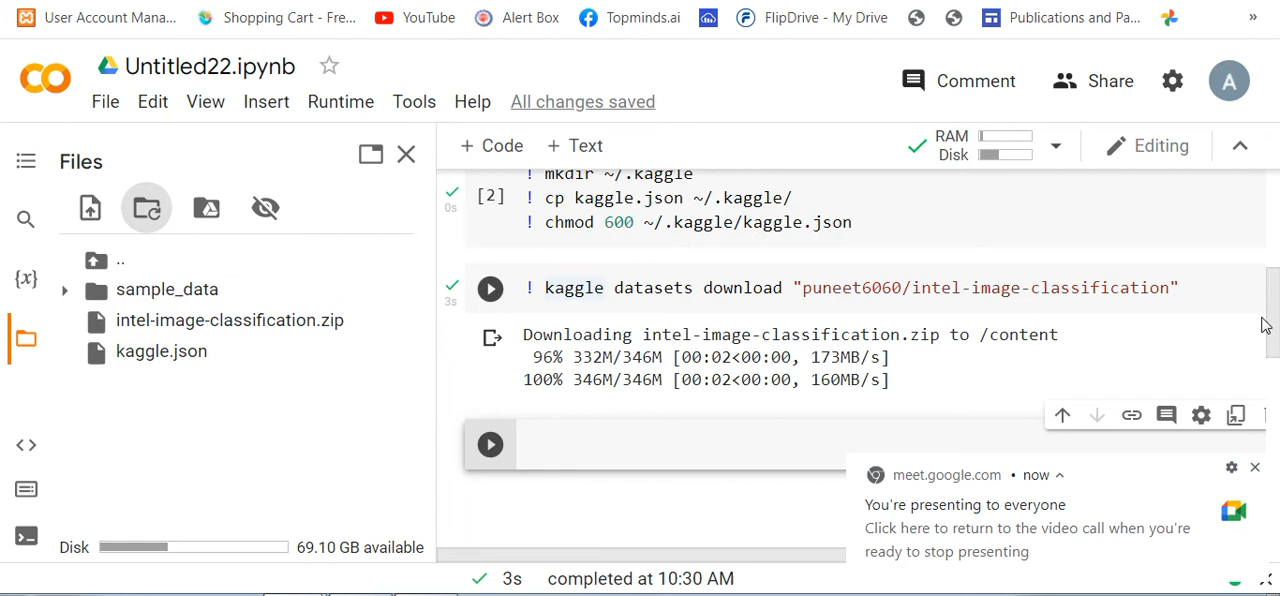 User Account Mana...
Shopping Cart - Fre...
YouTube
Alert Box
Topminds.ai
FlipDrive - My Drive
Publications and Pa...
»
CO
Untitled22.ipynb
Comment
Share
A
File Edit View Insert Runtime Tools Help All changes saved
Files
+ Code + Text
RAM
Disk
Editing
..
sample_data
intel-image-classification.zip
kaggle.json
Disk
69.10 GB available
{x}
[2]
0s
! mkdir ~/.kaggle
! cp kaggle.json ~/.kaggle/
! chmod 600 ~/.kaggle/kaggle.json
3s
! kaggle datasets download "puneet6060/intel-image-classification"
Downloading intel-image-classification.zip to /content
96% 332M/346M [00:02<00:00, 173MB/s]
100% 346M/346M [00:02<00:00, 160MB/s]
meet.google.com • now
You're presenting to everyone
Click here to return to the video call when you're
ready to stop presenting
3s completed at 10:30 AM